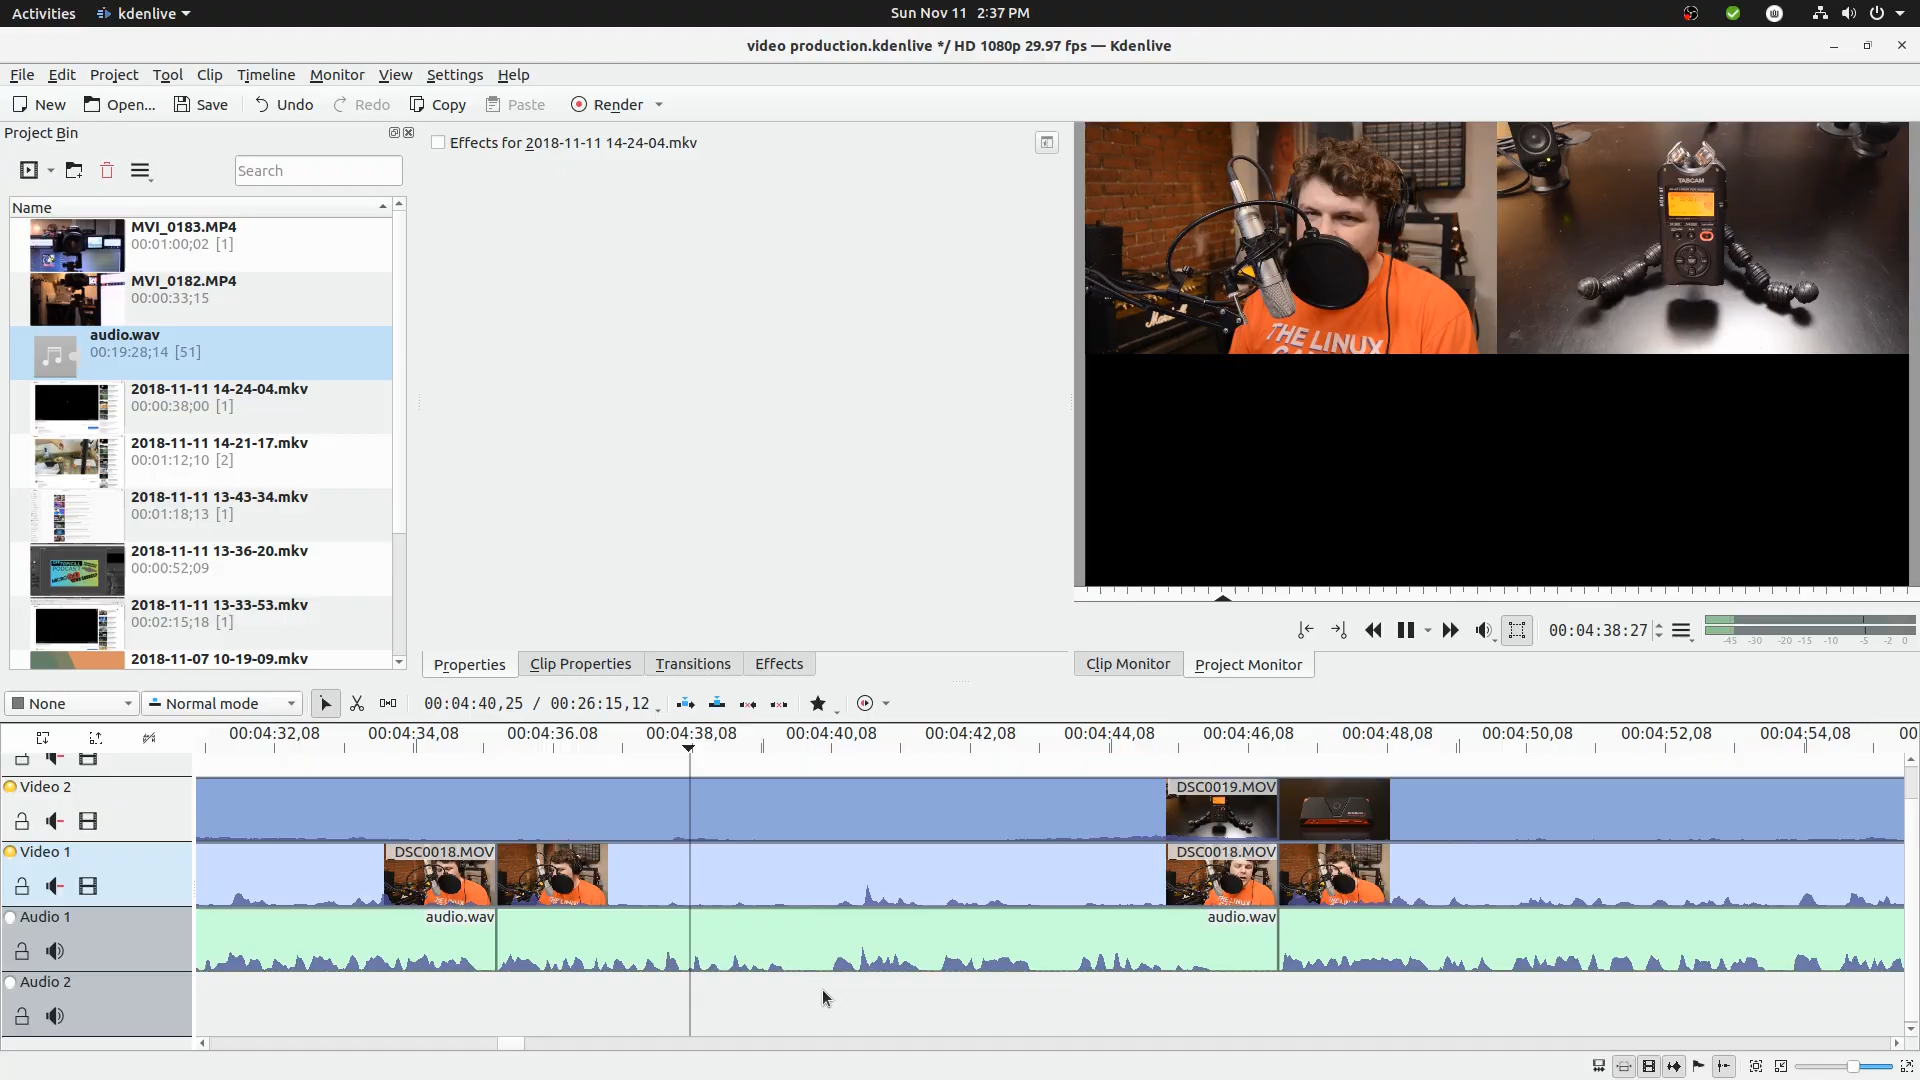 Activities kdenlive Sun Nov 11 2:37 PM
video production.kdenlive */ HD 1080p 29.97 fps — Kdenlive
File Edit Project Tool Clip Timeline Monitor View Settings Help
New Open... Save Undo Redo Copy Paste Render
Project Bin
Effects for 2018-11-11 14-24-04.mkv
Search
Name
MVI_0183.MP4
00:01:00;02 [1]
MVI_0182.MP4
00:00:33;15
audio.wav
00:19:28;14 [51]
2018-11-11 14-24-04.mkv
00:00:38;00 [1]
2018-11-11 14-21-17.mkv
00:01:12;10 [2]
2018-11-11 13-43-34.mkv
00:01:18;13 [1]
2018-11-11 13-36-20.mkv
00:00:52;09
2018-11-11 13-33-53.mkv
00:02:15;18 [1]
2018-11-07 10-19-09.mkv
TASCAM
Marshall
THE LINUX
00:04:38:27
-45 -30 -20 -15 -10 -5 -2 0
Properties Clip Properties Transitions Effects
Clip Monitor Project Monitor
None Normal mode 00:04:40,25 / 00:26:15,12
00:04:32,08 00:04:34,08 00:04:36.08 00:04:38,08 00:04:40,08 00:04:42,08 00:04:44,08 00:04:46,08 00:04:48,08 00:04:50,08 00:04:52,08 00:04:54,08 00
Video 2
DSC0019.MOV
Video 1
DSC0018.MOV DSC0018.MOV
Audio 1
audio.wav audio.wav
Audio 2